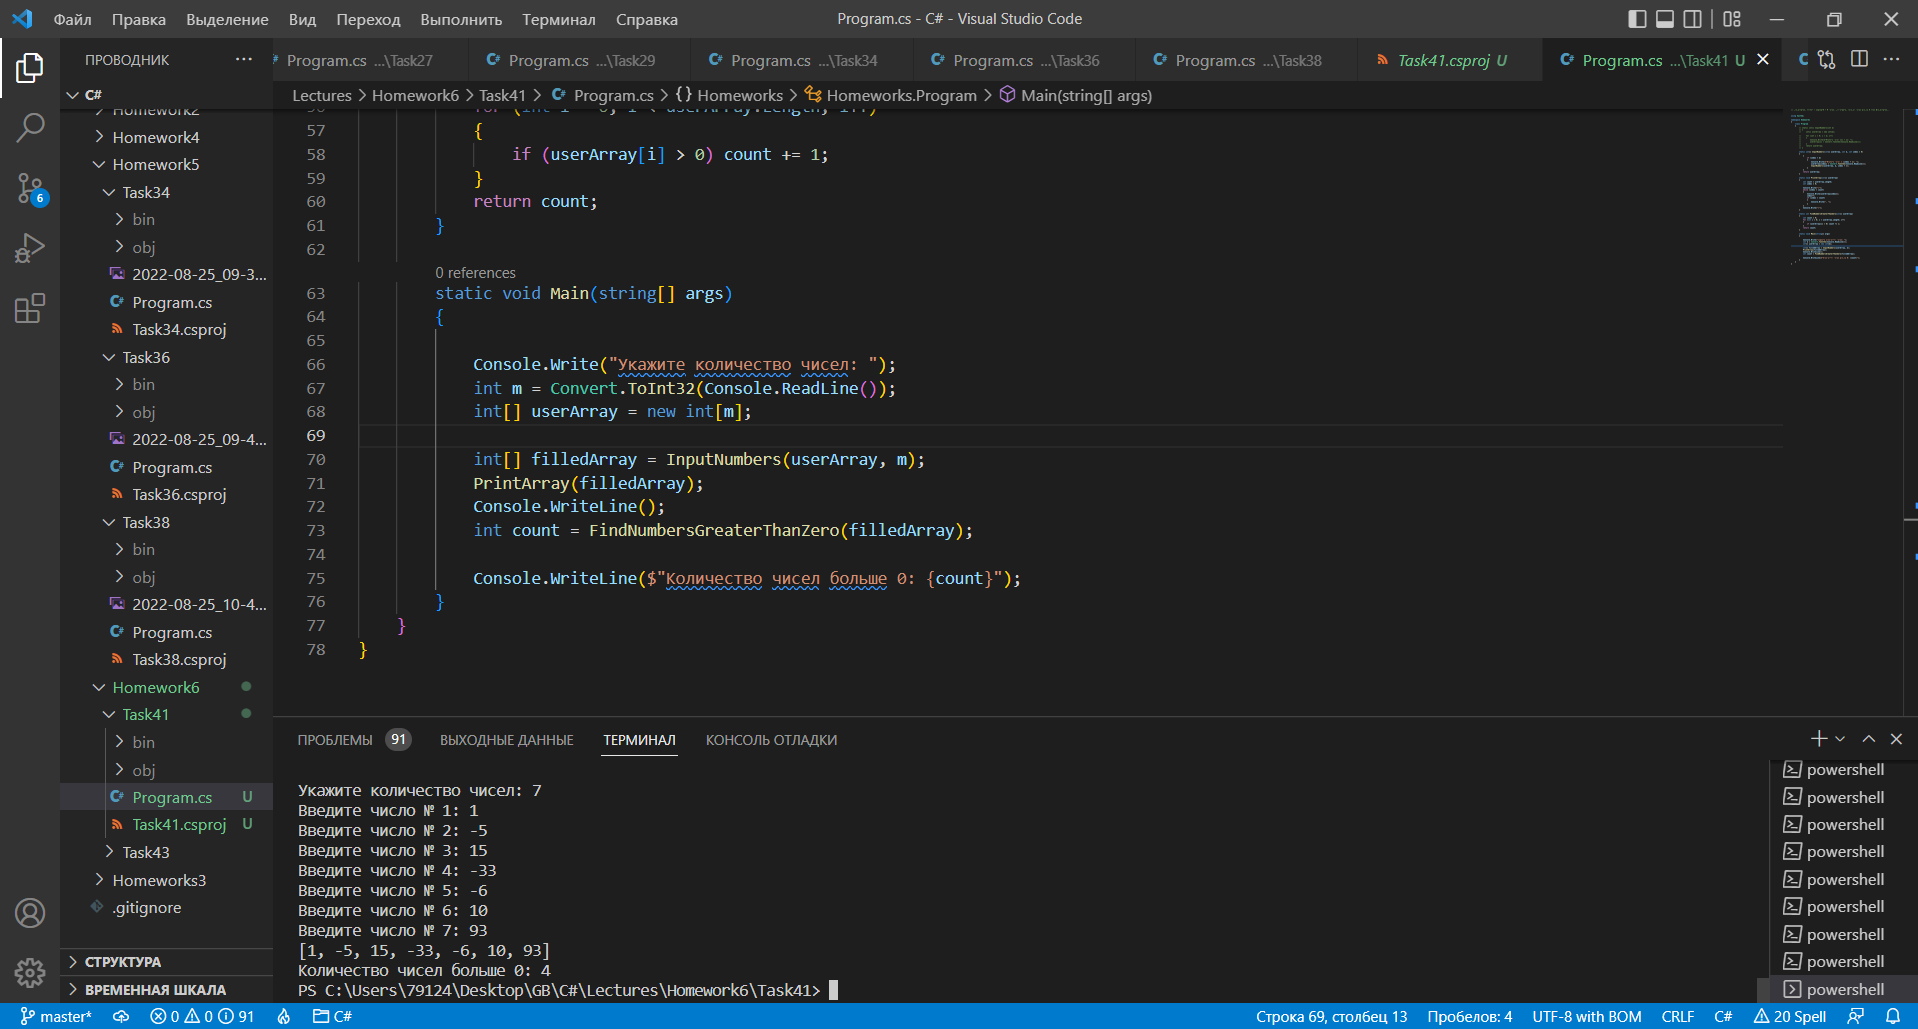 Файл Правка Выделение Вид Переход Выполнить Терминал Справка
Program.cs - C# - Visual Studio Code
ПРОВОДНИК ...
Program.cs ...\Task27 Program.cs ...\Task29 Program.cs ...\Task34 Program.cs ...\Task36 Program.cs ...\Task38 Task41.csproj U Program.cs ...\Task41 U
C#
Lectures > Homework6 > Task41 > Program.cs > {} Homeworks > Homeworks.Program > Main(string[] args)
Homework2
Homework4
Homework5
Task34
bin
obj
2022-08-25_09-3...
Program.cs
Task34.csproj
Task36
bin
obj
2022-08-25_09-4...
Program.cs
Task36.csproj
Task38
bin
obj
2022-08-25_10-4...
Program.cs
Task38.csproj
Homework6
Task41
bin
obj
Program.cs U
Task41.csproj U
Task43
Homeworks3
.gitignore
СТРУКТУРА
ВРЕМЕННАЯ ШКАЛА
6
57 {
58 if (userArray[i] > 0) count += 1;
59 }
60 return count;
61 }
62
0 references
63 static void Main(string[] args)
64 {
65
66 Console.Write("Укажите количество чисел: ");
67 int m = Convert.ToInt32(Console.ReadLine());
68 int[] userArray = new int[m];
69
70 int[] filledArray = InputNumbers(userArray, m);
71 PrintArray(filledArray);
72 Console.WriteLine();
73 int count = FindNumbersGreaterThanZero(filledArray);
74
75 Console.WriteLine($"Количество чисел больше 0: {count}");
76 }
77 }
78 }
ПРОБЛЕМЫ 91 ВЫХОДНЫЕ ДАННЫЕ ТЕРМИНАЛ КОНСОЛЬ ОТЛАДКИ
Укажите количество чисел: 7
Введите число № 1: 1
Введите число № 2: -5
Введите число № 3: 15
Введите число № 4: -33
Введите число № 5: -6
Введите число № 6: 10
Введите число № 7: 93
[1, -5, 15, -33, -6, 10, 93]
Количество чисел больше 0: 4
PS C:\Users\79124\Desktop\GB\C#\Lectures\Homework6\Task41>
powershell
powershell
powershell
powershell
powershell
powershell
powershell
powershell
powershell
master* 0 0 91 C# Строка 69, столбец 13 Пробелов: 4 UTF-8 with BOM CRLF C# 20 Spell